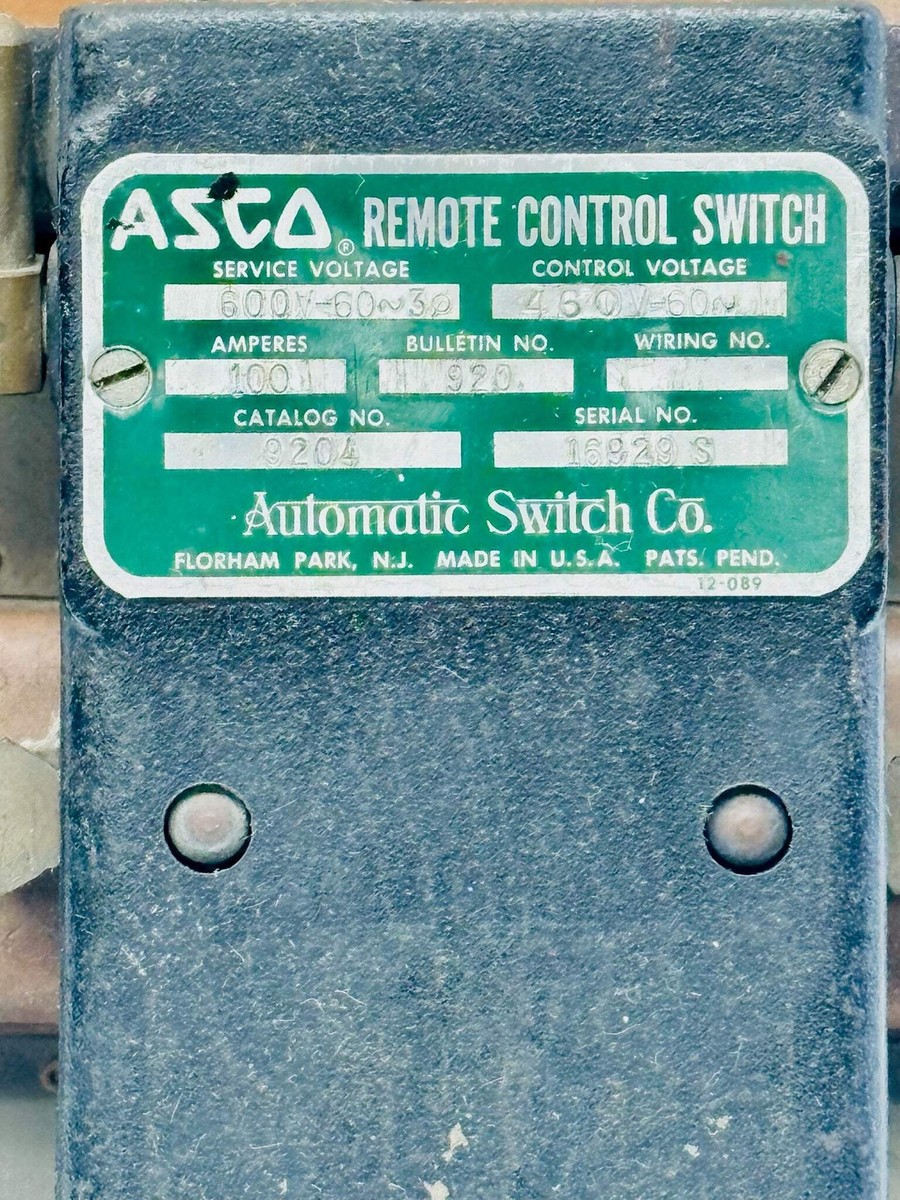 ASCO® REMOTE CONTROL SWITCH
SERVICE VOLTAGE CONTROL VOLTAGE
600V-60~3ø 460V-60~
AMPERES BULLETIN NO. WIRING NO.
100 920
CATALOG NO. SERIAL NO.
9204 16929 S
Automatic Switch Co.
FLORHAM PARK, N.J. MADE IN U.S.A. PATS. PEND.
12-089